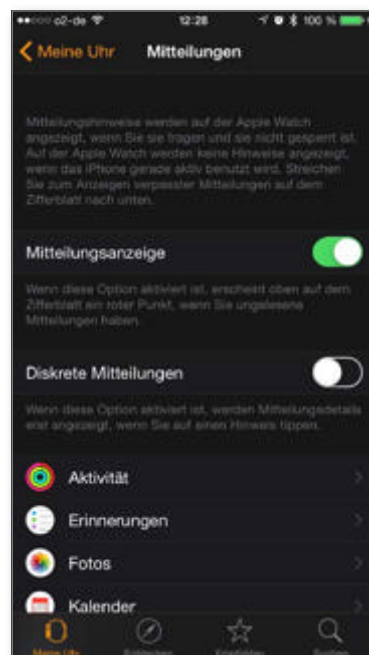 o2-de 12:28 100 %
Meine Uhr Mitteilungen
Mitteilungshinweise werden auf der Apple Watch
angezeigt, wenn Sie sie tragen und sie nicht gesperrt ist.
Auf der Apple Watch werden keine Hinweise angezeigt,
wenn das iPhone gerade aktiv benutzt wird. Streichen
Sie zum Anzeigen verpasster Mitteilungen auf dem
Zifferblatt nach unten.
Mitteilungsanzeige
Wenn diese Option aktiviert ist, erscheint oben auf dem
Zifferblatt ein roter Punkt, wenn Sie ungelesene
Mitteilungen haben.
Diskrete Mitteilungen
Wenn diese Option aktiviert ist, werden Mitteilungsdetails
erst angezeigt, wenn Sie auf einen Hinweis tippen.
Aktivität
Erinnerungen
Fotos
Kalender
Meine Uhr Suchen